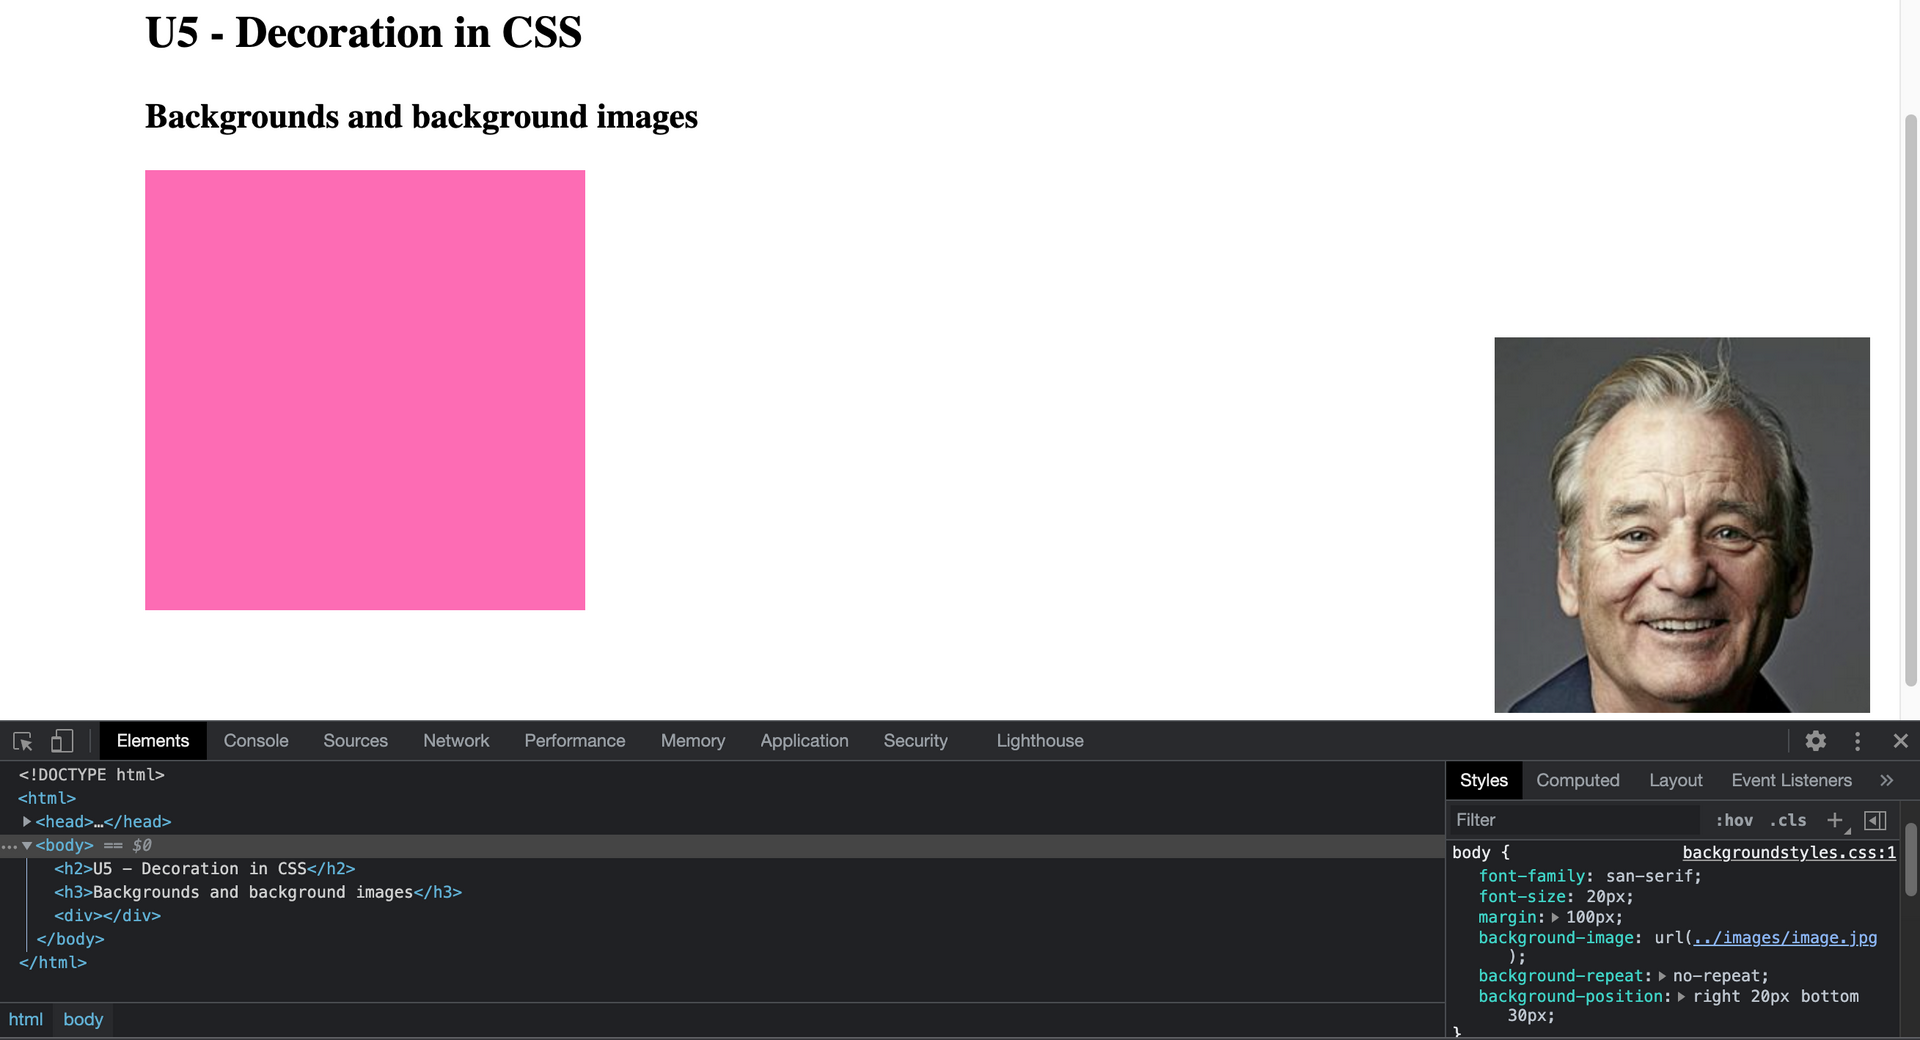 U5 - Decoration in CSS
Backgrounds and background images
Elements Console Sources Network Performance Memory Application Security Lighthouse
<!DOCTYPE html>
<html>
<head>…</head>
<body> == $0
<h2>U5 – Decoration in CSS</h2>
<h3>Backgrounds and background images</h3>
<div></div>
</body>
</html>
html body
Styles Computed Layout Event Listeners »
Filter :hov .cls +
body { backgroundstyles.css:1
font-family: san-serif;
font-size: 20px;
margin: 100px;
background-image: url(../images/image.jpg
);
background-repeat: no-repeat;
background-position: right 20px bottom
30px;
}